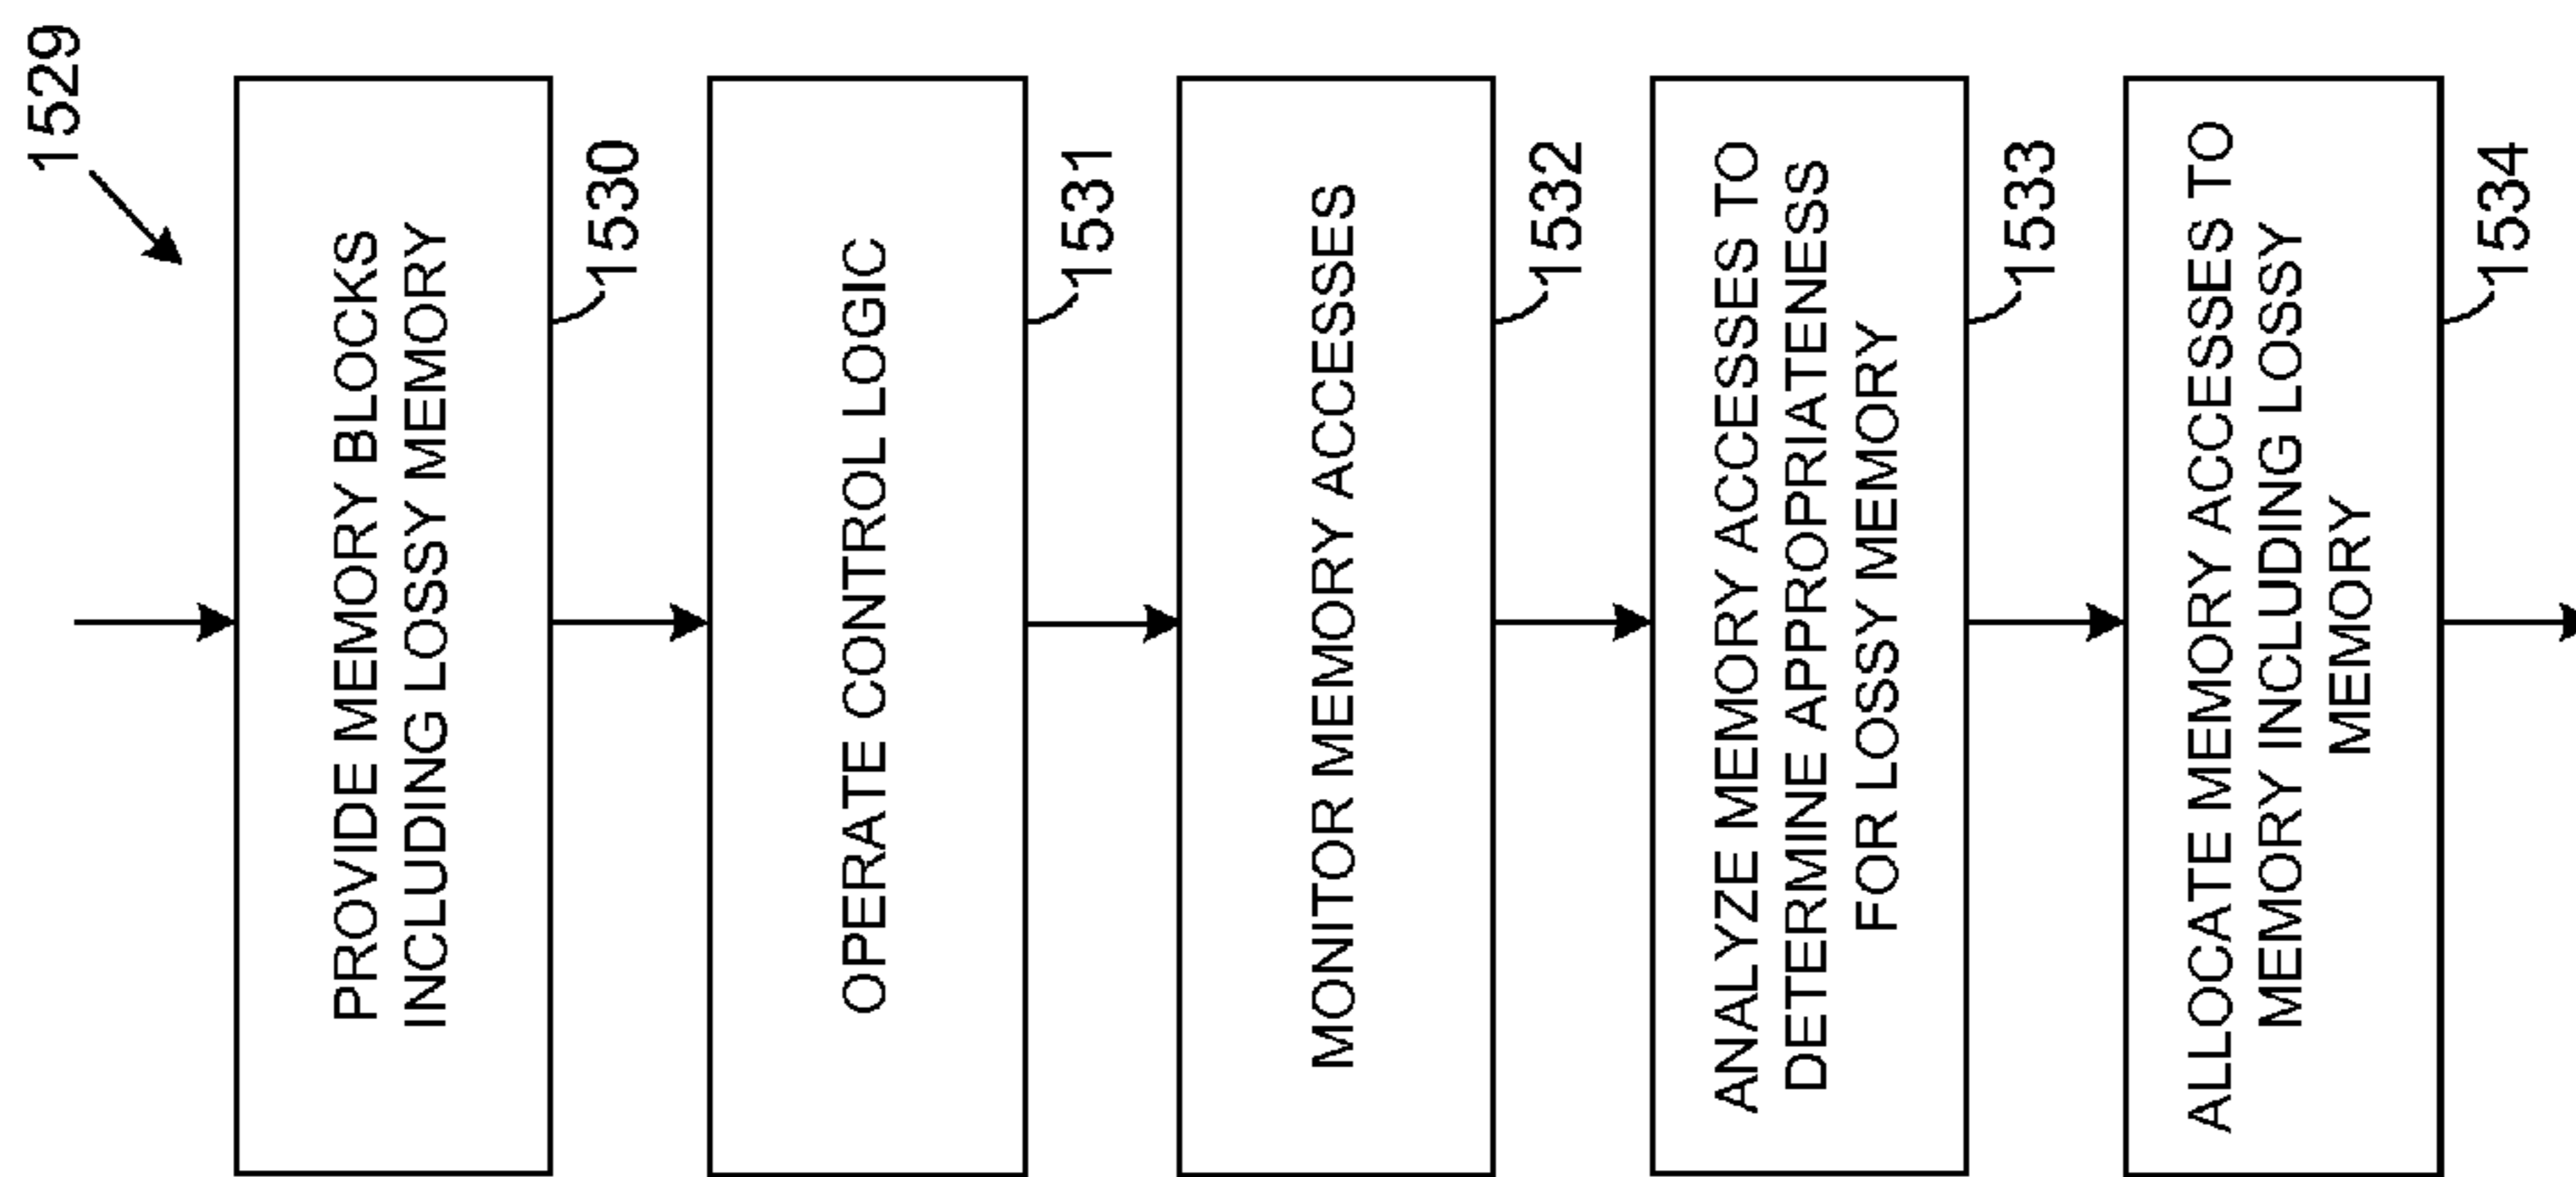 1529
PROVIDE MEMORY BLOCKS
INCLUDING LOSSY MEMORY
1530
OPERATE CONTROL LOGIC
1531
MONITOR MEMORY ACCESSES
1532
ANALYZE MEMORY ACCESSES TO
DETERMINE APPROPRIATENESS
FOR LOSSY MEMORY
1533
ALLOCATE MEMORY ACCESSES TO
MEMORY INCLUDING LOSSY
MEMORY
1534